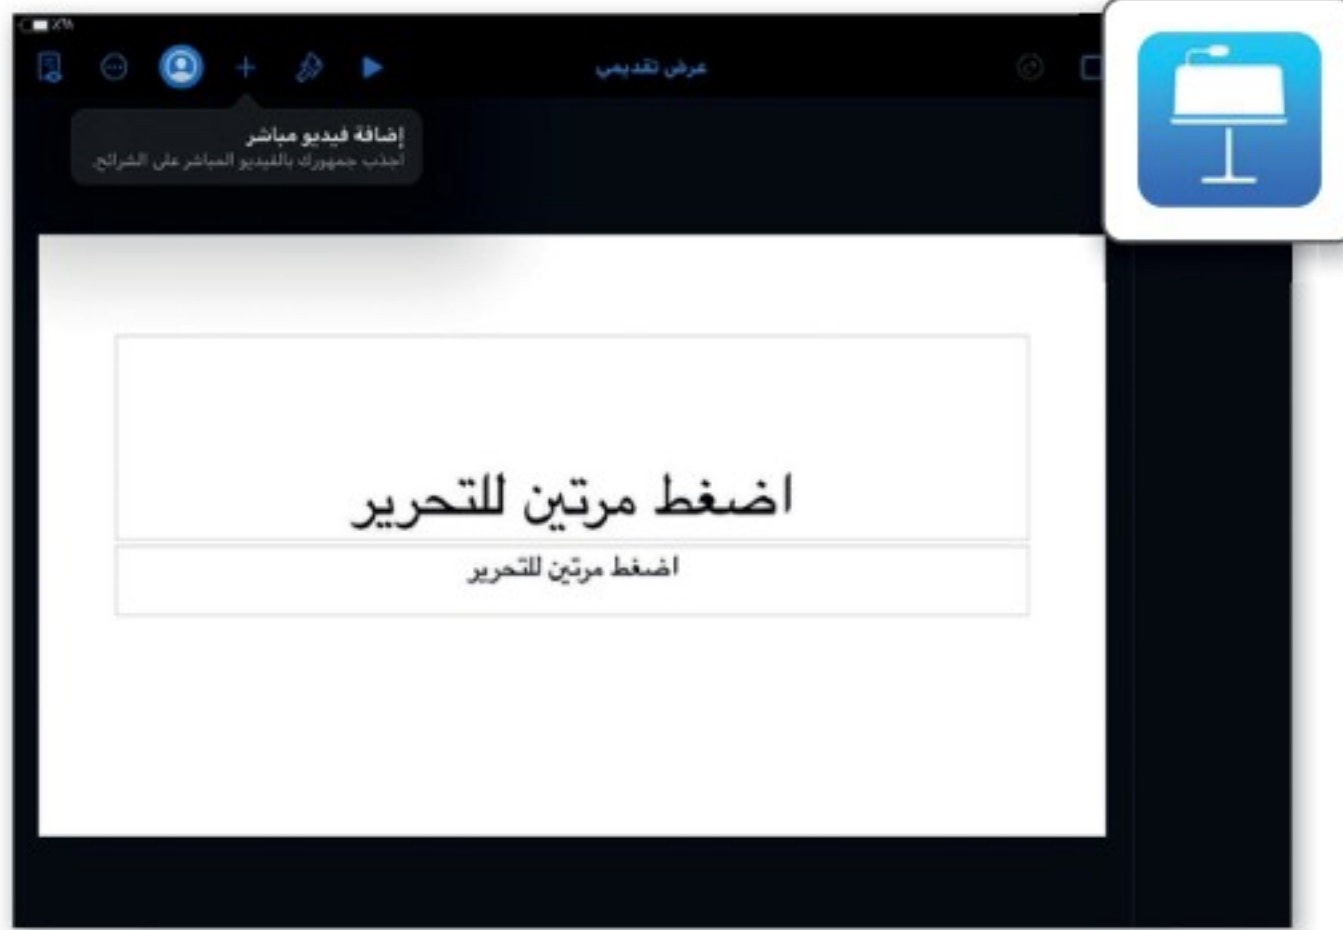 عرض تقديمي
إضافة فيديو مباشر
اجذب جمهورك بالفيديو المباشر على الشرائح.
اضغط مرتين للتحرير
اضغط مرتين للتحرير